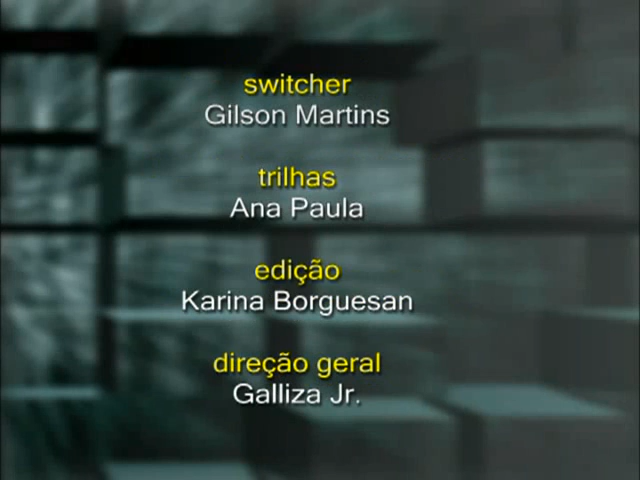 switcher
Gilson Martins
trilhas
Ana Paula
edição
Karina Borguesan
direção geral
Galliza Jr.